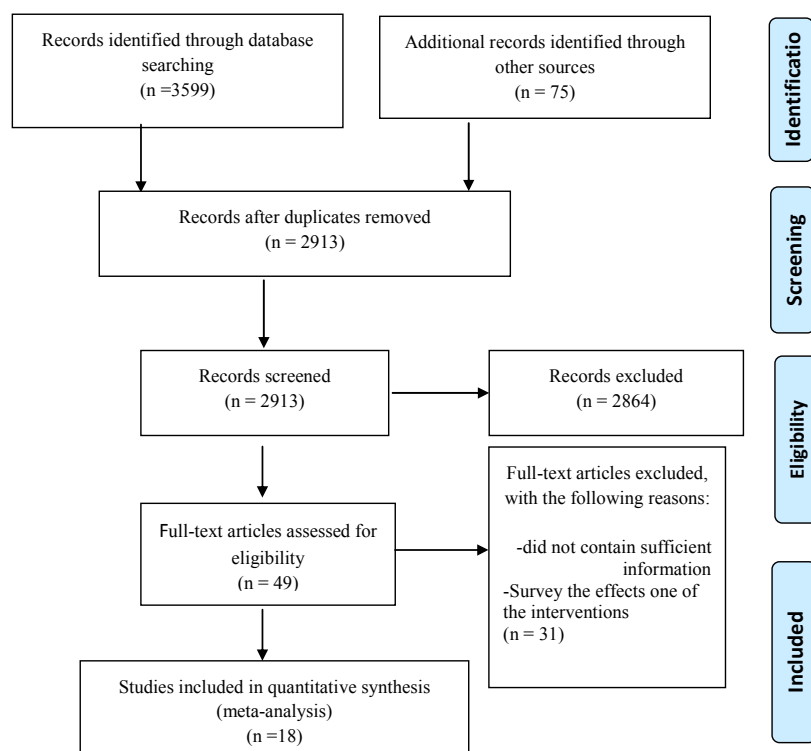 Records identified through database
searching
(n =3599)
Additional records identified through
other sources
(n = 75)
Identificatio
Records after duplicates removed
(n = 2913)
Screening
Records screened
(n = 2913)
Records excluded
(n = 2864)
Eligibility
Full-text articles assessed for
eligibility
(n = 49)
Full-text articles excluded,
with the following reasons:
-did not contain sufficient
information
-Survey the effects one of
the interventions
(n = 31)
Studies included in quantitative synthesis
(meta-analysis)
(n =18)
Included